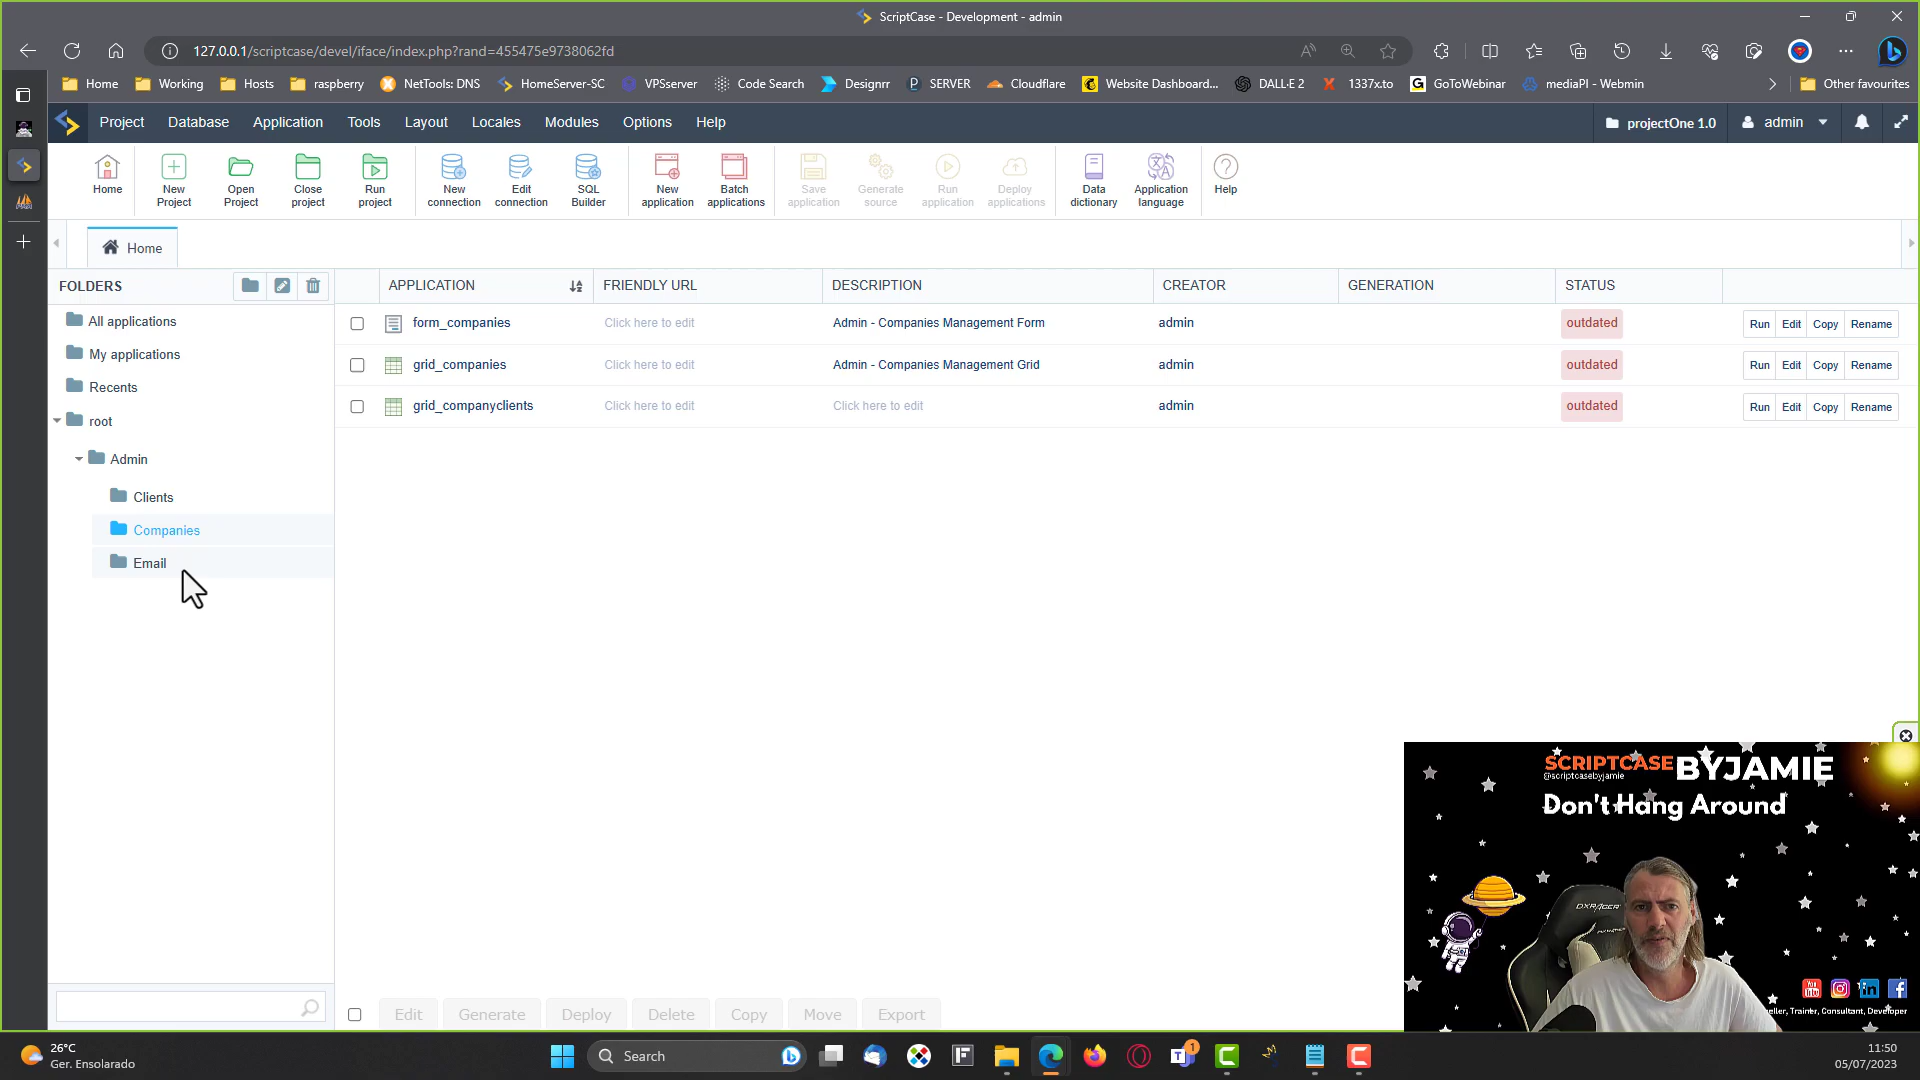 ScriptCase - Development - admin
127.0.0.1/scriptcase/devel/iface/index.php?rand=455475e9738062fd
Home Working Hosts raspberry NetTools: DNS HomeServer-SC VPSserver Code Search Designrr SERVER Cloudflare Website Dashboard... DALL·E 2 1337x.to GoToWebinar mediaPI - Webmin Other favourites
Project Database Application Tools Layout Locales Modules Options Help projectOne 1.0 admin
Home
New Project
Open Project
Close project
Run project
New connection
Edit connection
SQL Builder
New application
Batch applications
Save application
Generate source
Run application
Deploy applications
Data dictionary
Application language
Help
Home
FOLDERS
All applications
My applications
Recents
root
Admin
Clients
Companies
Email
APPLICATION FRIENDLY URL DESCRIPTION CREATOR GENERATION STATUS
form_companies Click here to edit Admin - Companies Management Form admin outdated Run Edit Copy Rename
grid_companies Click here to edit Admin - Companies Management Grid admin outdated Run Edit Copy Rename
grid_companyclients Click here to edit Click here to edit admin outdated Run Edit Copy Rename
Edit Generate Deploy Delete Copy Move Export
SCRIPTCASE BYJAMIE
@scriptcasebyjamie
Don't Hang Around
DXRACER
Trainer, Consultant, Developer
26°C
Ger. Ensolarado
Search
1
11:50
05/07/2023